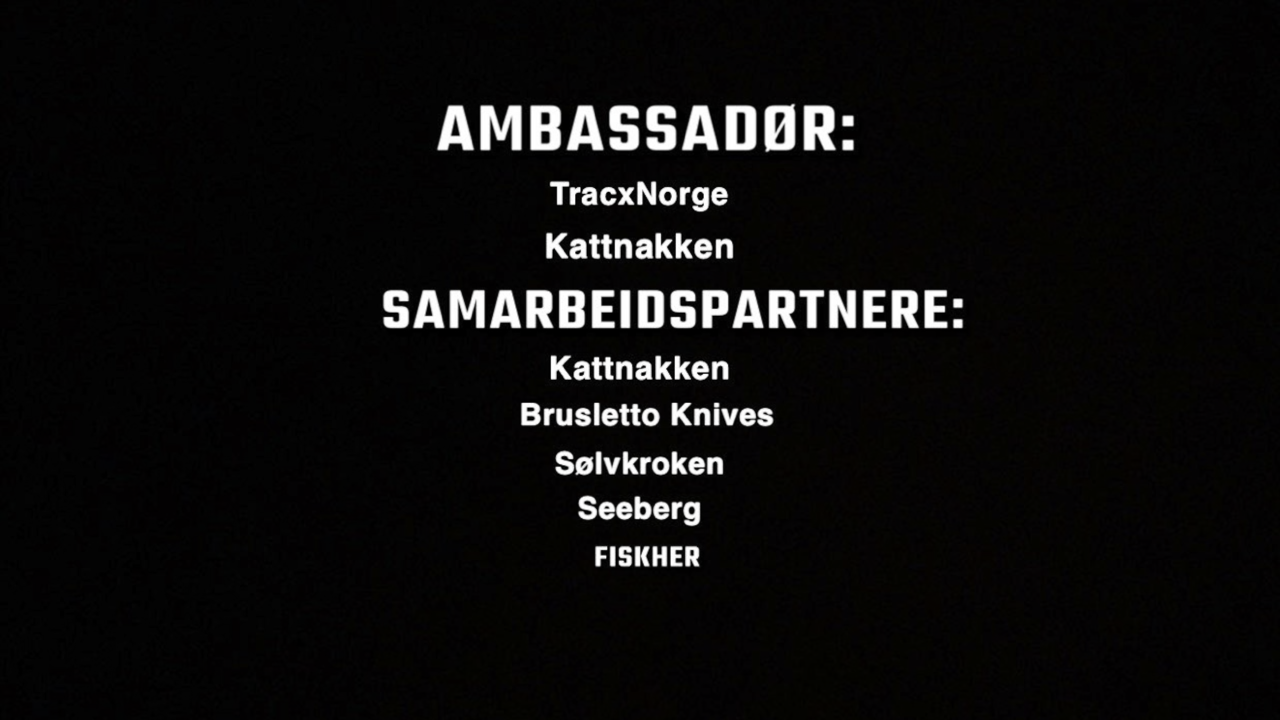 AMBASSADØR:
TracxNorge
Kattnakken
SAMARBEIDSPARTNERE:
Kattnakken
Brusletto Knives
Sølvkroken
Seeberg
FISKHER